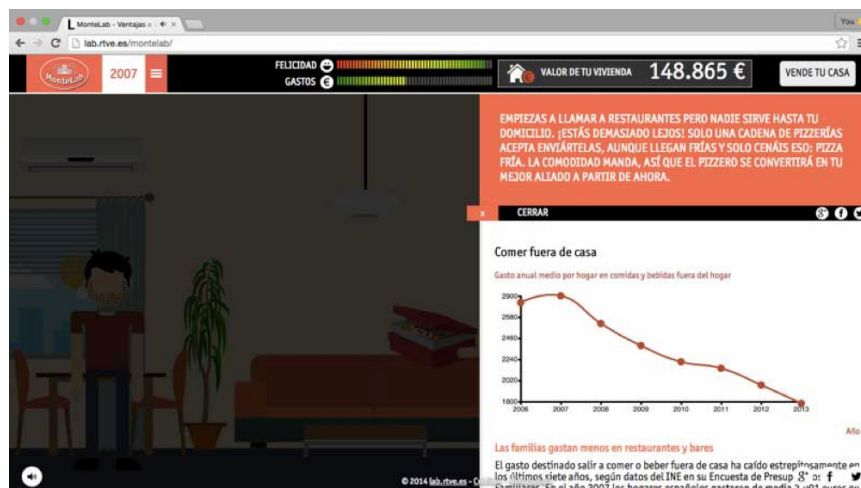 MonteLab - Ventajas e
You
lab.rtve.es/montelab/
MonteLab
2007
FELICIDAD
GASTOS
VALOR DE TU VIVIENDA
148.865 €
VENDE TU CASA
EMPIEZAS A LLAMAR A RESTAURANTES PERO NADIE SIRVE HASTA TU
DOMICILIO. ¡ESTÁS DEMASIADO LEJOS! SOLO UNA CADENA DE PIZZERÍAS
ACEPTA ENVIÁRTELAS, AUNQUE LLEGAN FRÍAS Y SOLO CENÁIS ESO: PIZZA
FRÍA. LA COMODIDAD MANDA, ASÍ QUE EL PIZZERO SE CONVERTIRÁ EN TU
MEJOR ALIADO A PARTIR DE AHORA.
x CERRAR
Comer fuera de casa
Gasto anual medio por hogar en comidas y bebidas fuera del hogar
2900
2680
2460
2240
2020
1800
2006 2007 2008 2009 2010 2011 2012 2013
Año
Las familias gastan menos en restaurantes y bares
El gasto destinado salir a comer o beber fuera de casa ha caído estrepitosamente en
los últimos siete años, según datos del INE en su Encuesta de Presup
© 2014 lab.rtve.es